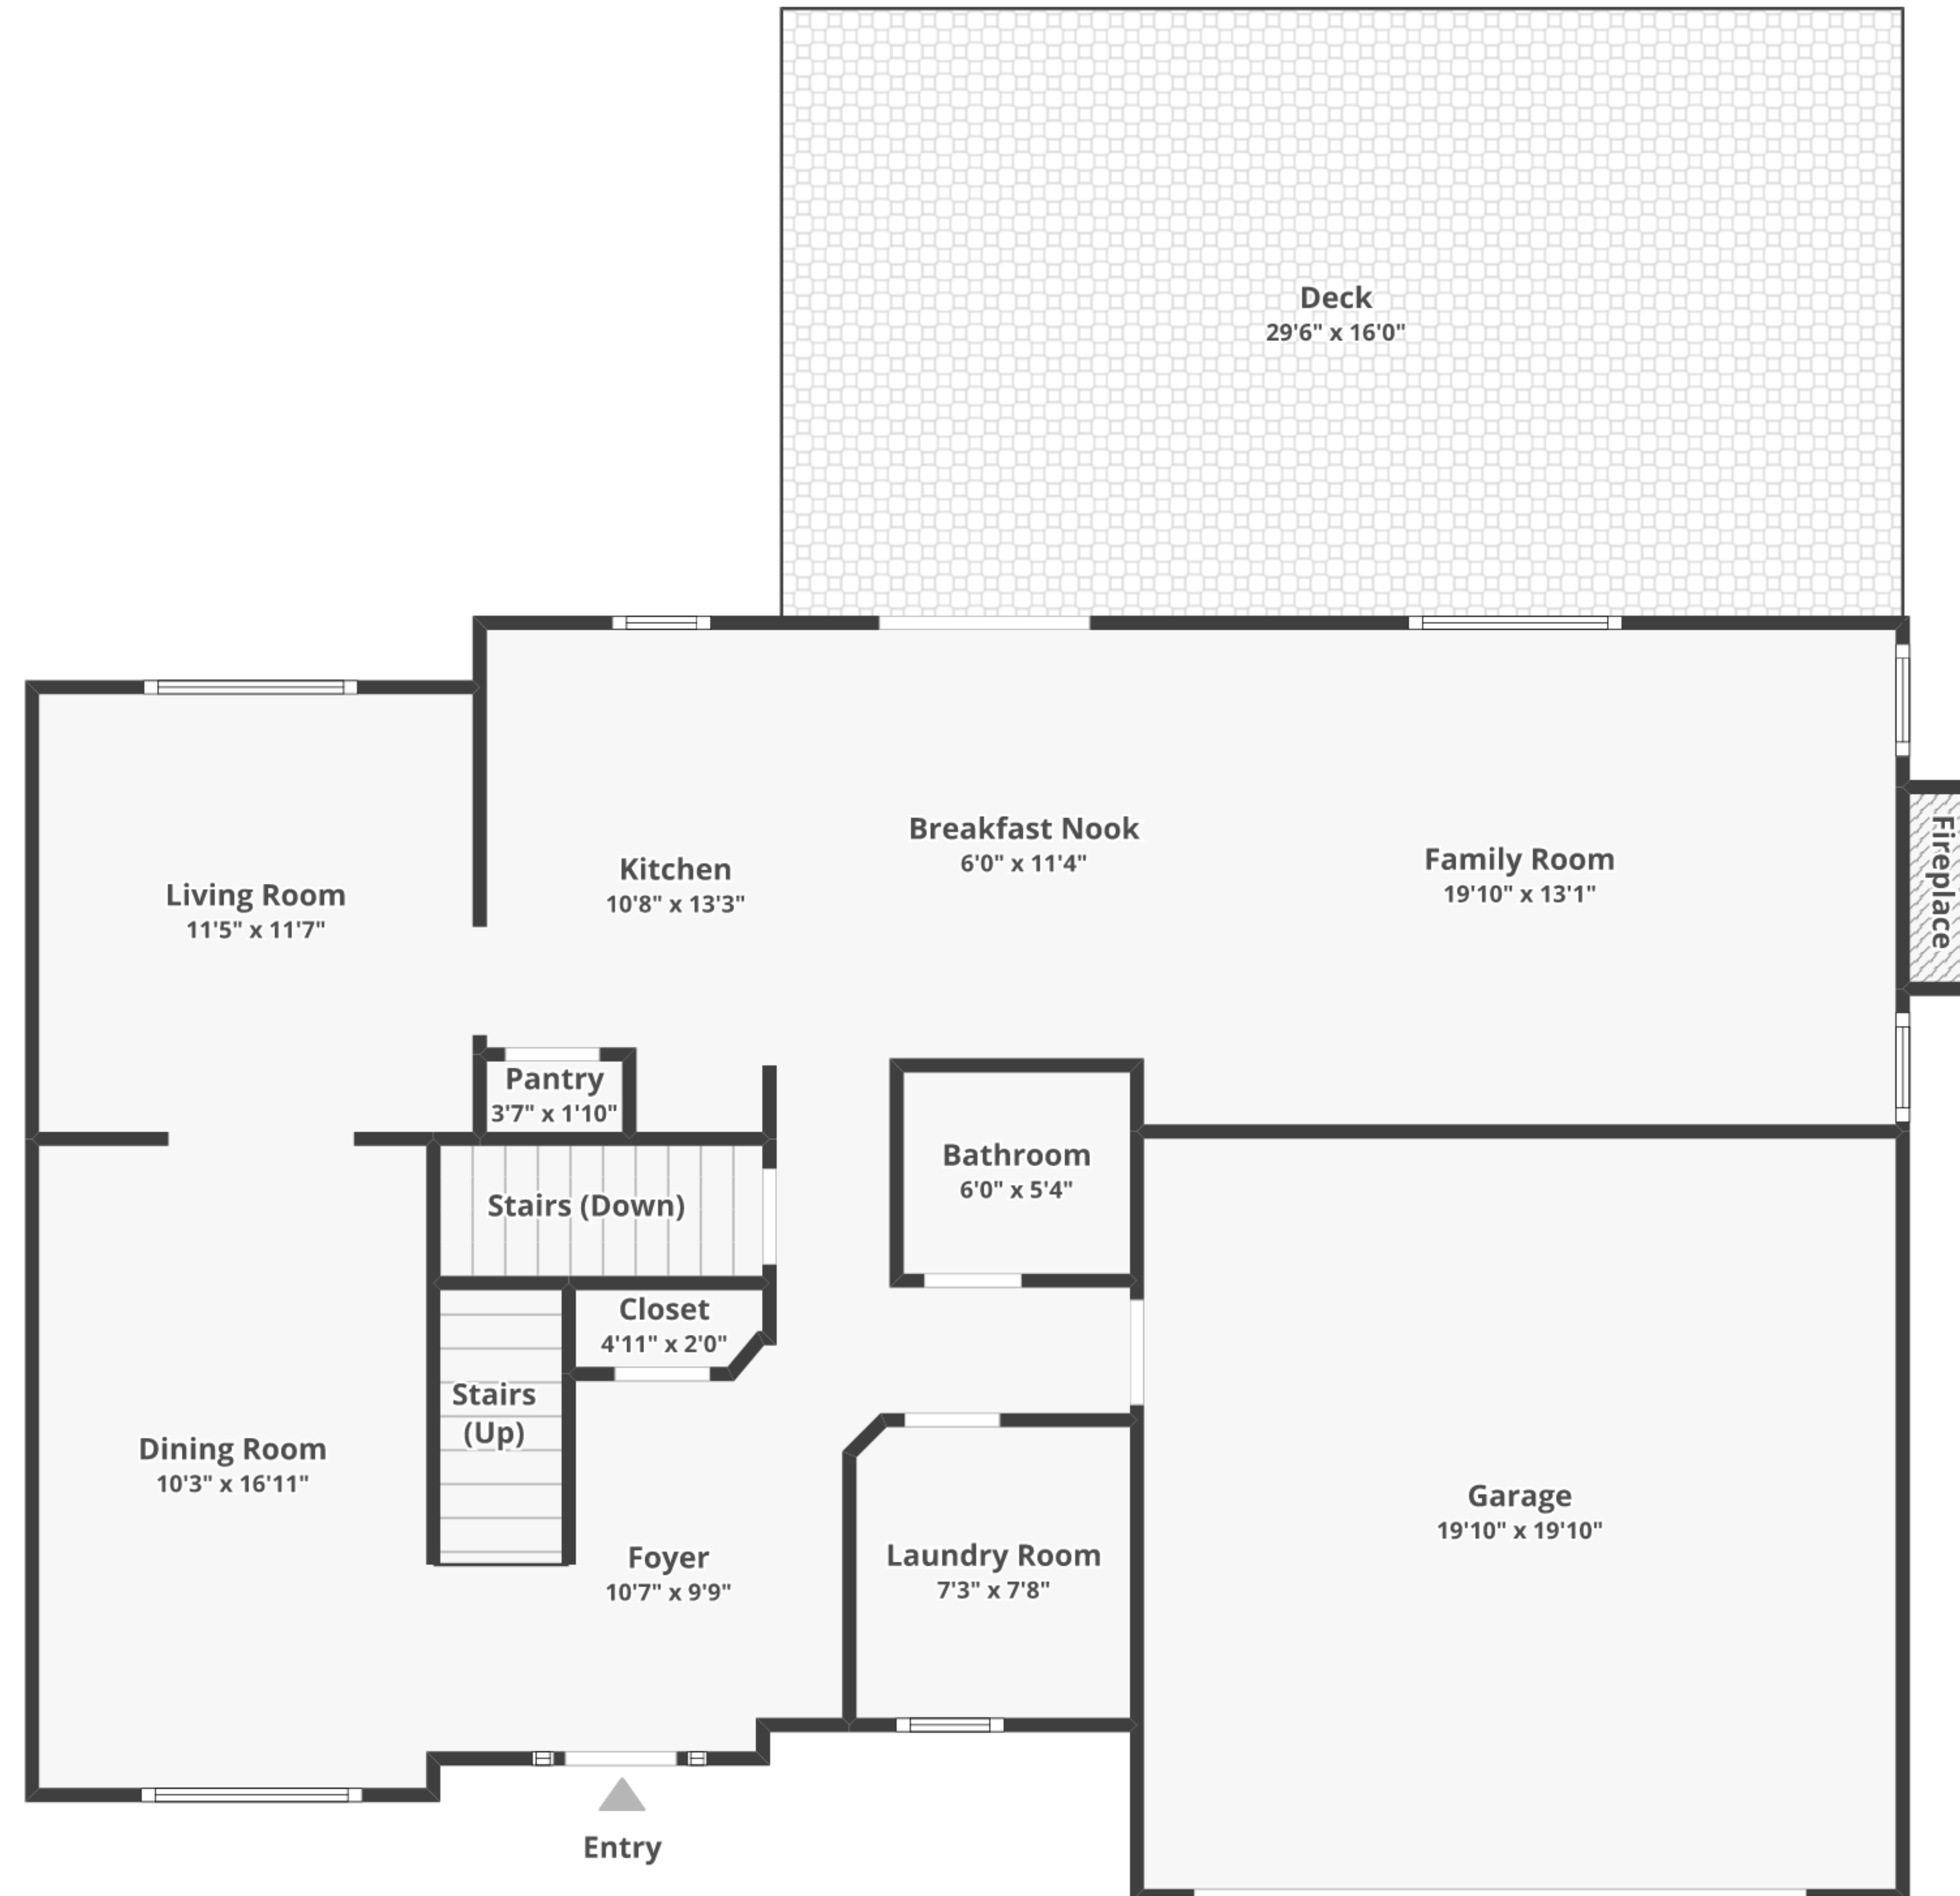 Deck
29'6" x 16'0"
Breakfast Nook
6'0" x 11'4"
Kitchen
10'8" x 13'3"
Family Room
19'10" x 13'1"
Fireplace
Living Room
11'5" x 11'7"
Pantry
3'7" x 1'10"
Bathroom
6'0" x 5'4"
Stairs (Down)
Closet
4'11" x 2'0"
Stairs
(Up)
Dining Room
10'3" x 16'11"
Garage
19'10" x 19'10"
Foyer
10'7" x 9'9"
Laundry Room
7'3" x 7'8"
Entry